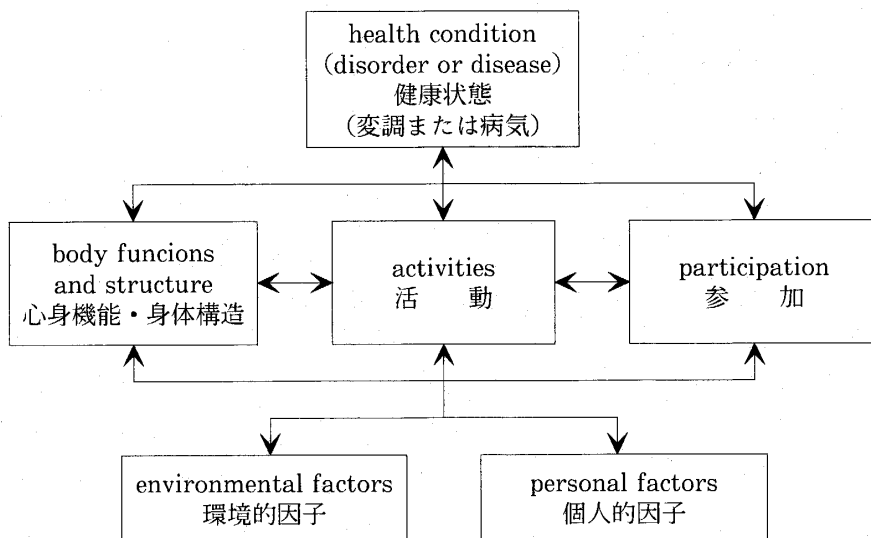 health condition
(disorder or disease)
健康状態
(変調または病気)
body funcions
and structure
心身機能・身体構造
activities
活　動
participation
参　加
environmental factors
環境的因子
personal factors
個人的因子